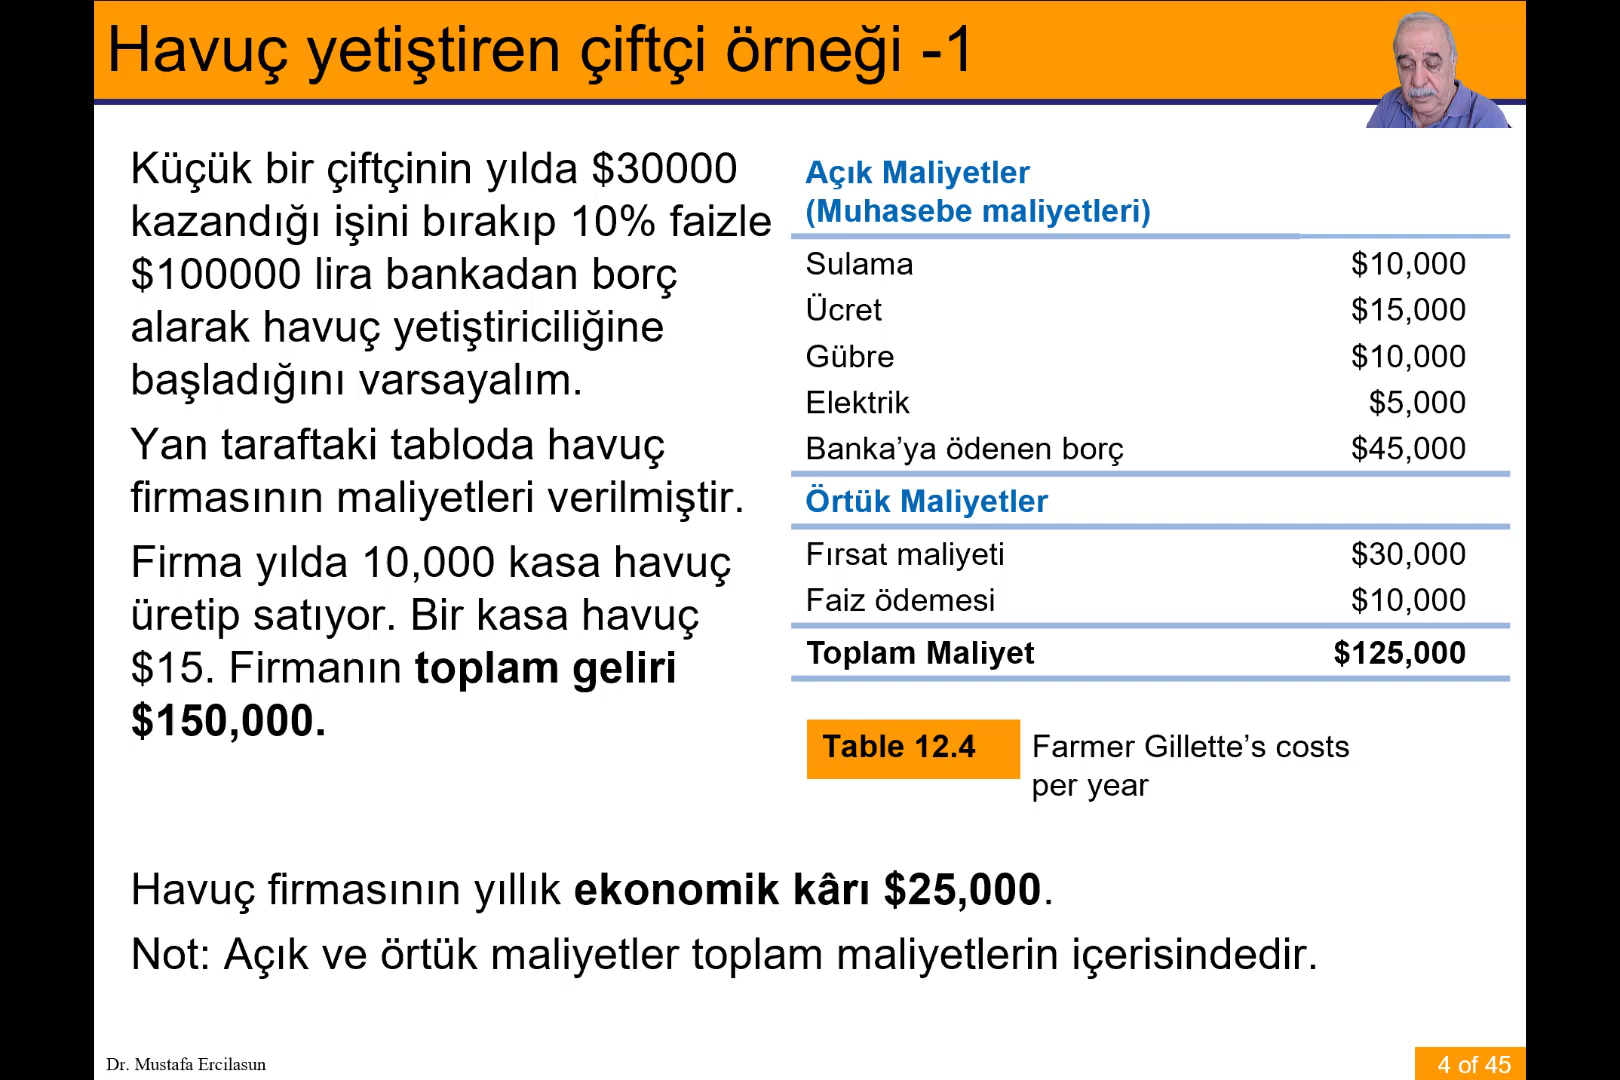 Havuç yetiştiren çiftçi örneği -1
Küçük bir çiftçinin yılda $30000
kazandığı işini bırakıp 10% faizle
$100000 lira bankadan borç
alarak havuç yetiştiriciliğine
başladığını varsayalım.
Yan taraftaki tabloda havuç
firmasının maliyetleri verilmiştir.
Firma yılda 10,000 kasa havuç
üretip satıyor. Bir kasa havuç
$15. Firmanın toplam geliri
$150,000.
Açık Maliyetler
(Muhasebe maliyetleri)
Sulama $10,000
Ücret $15,000
Gübre $10,000
Elektrik $5,000
Banka’ya ödenen borç $45,000
Örtük Maliyetler
Fırsat maliyeti $30,000
Faiz ödemesi $10,000
Toplam Maliyet $125,000
Table 12.4 Farmer Gillette’s costs
per year
Havuç firmasının yıllık ekonomik kârı $25,000.
Not: Açık ve örtük maliyetler toplam maliyetlerin içerisindedir.
Dr. Mustafa Ercilasun
4 of 45